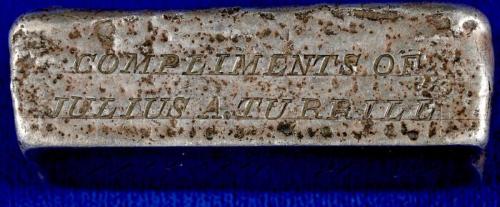 COMPLIMENTS OF
JULIUS A. TURRILL